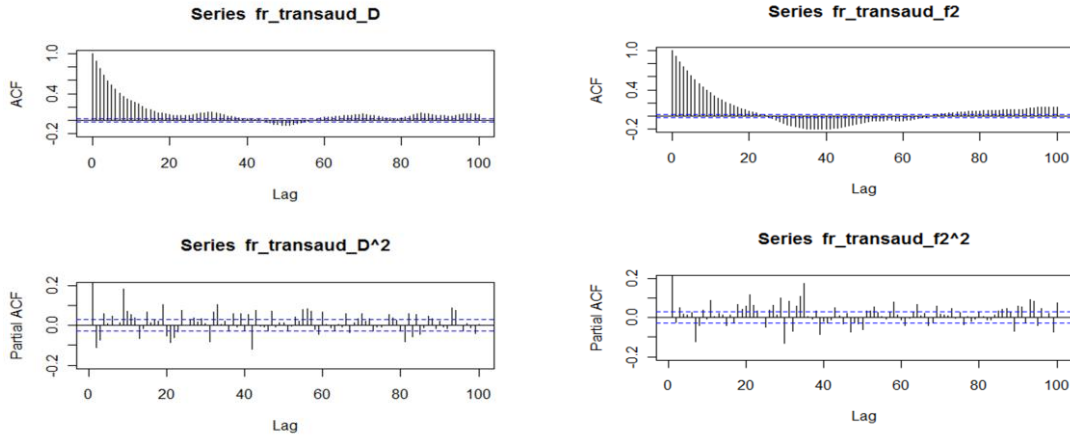 Series fr_transaud_D
ACF
-0.2 0.4 1.0
0 20 40 60 80 100
Lag
Series fr_transaud_f2
ACF
-0.2 0.4 1.0
0 20 40 60 80 100
Lag
Series fr_transaud_D^2
Partial ACF
-0.2 0.0 0.2
0 20 40 60 80 100
Lag
Series fr_transaud_f2^2
Partial ACF
-0.2 0.0 0.2
0 20 40 60 80 100
Lag